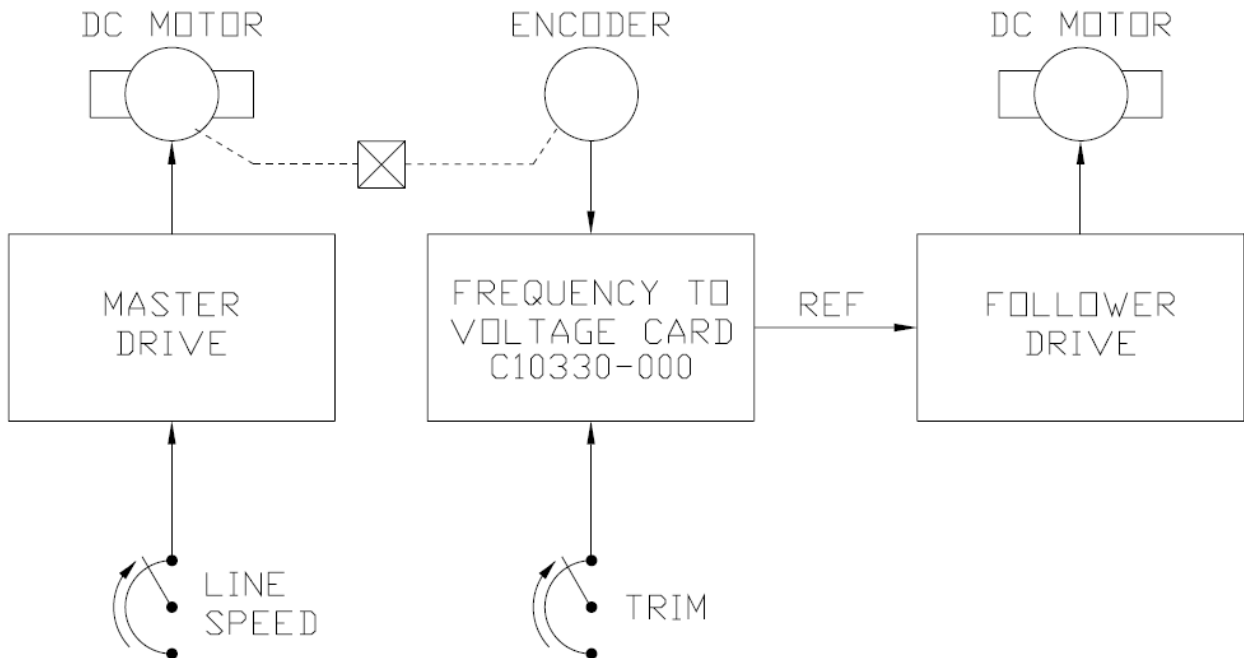 DC MOTOR
ENCODER
DC MOTOR
MASTER
DRIVE
FREQUENCY TO
VOLTAGE CARD
C10330-000
REF
FOLLOWER
DRIVE
LINE
SPEED
TRIM